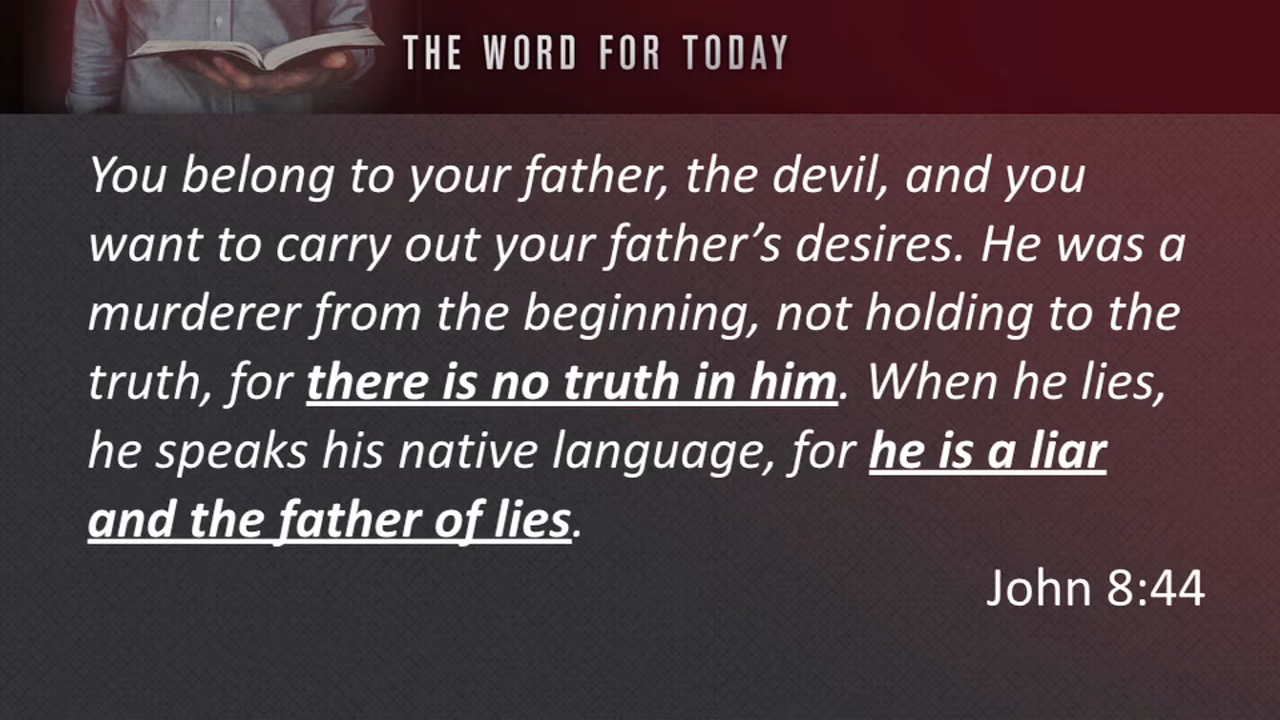 THE WORD FOR TODAY
You belong to your father, the devil, and you
want to carry out your father’s desires. He was a
murderer from the beginning, not holding to the
truth, for there is no truth in him. When he lies,
he speaks his native language, for he is a liar
and the father of lies.
John 8:44